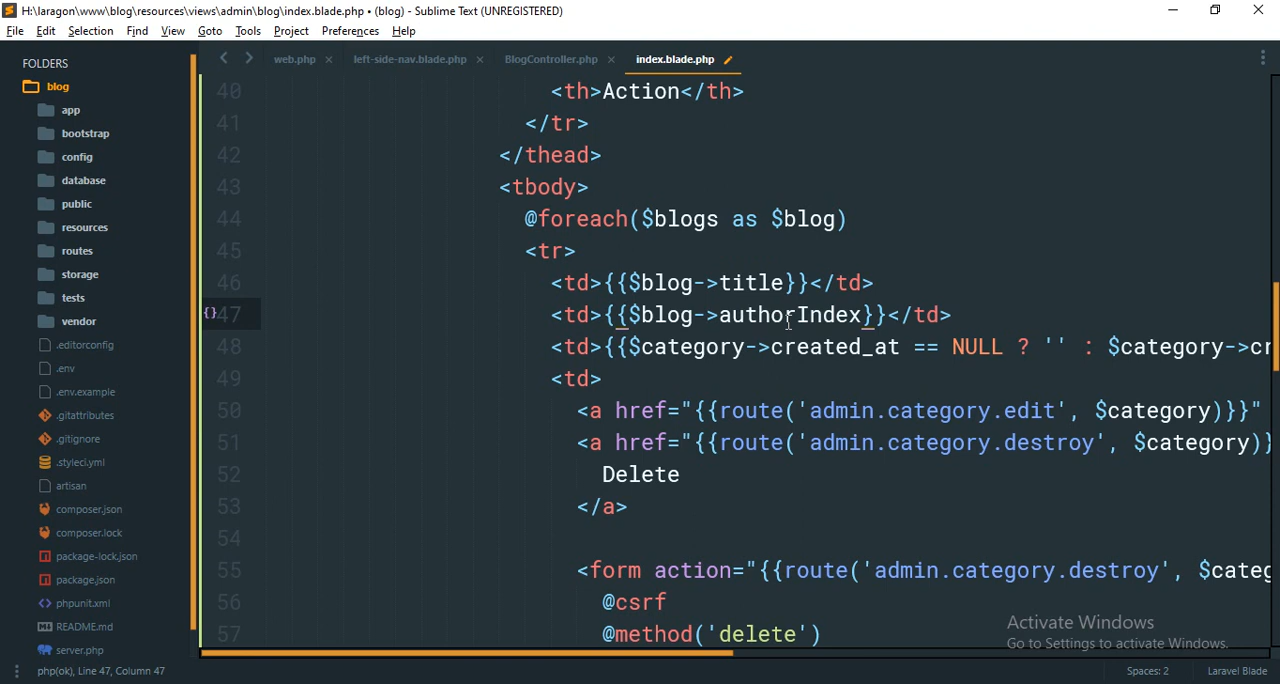 H:\laragon\www\blog\resources\views\admin\blog\index.blade.php • (blog) - Sublime Text (UNREGISTERED)
File Edit Selection Find View Goto Tools Project Preferences Help
FOLDERS
blog
app
bootstrap
config
database
public
resources
routes
storage
tests
vendor
.editorconfig
.env
.env.example
.gitattributes
.gitignore
.styleci.yml
artisan
composer.json
composer.lock
package-lock.json
package.json
phpunit.xml
README.md
server.php
web.php left-side-nav.blade.php BlogController.php index.blade.php
40 <th>Action</th>
41 </tr>
42 </thead>
43 <tbody>
44 @foreach($blogs as $blog)
45 <tr>
46 <td>{{$blog->title}}</td>
{}47 <td>{{$blog->authorIndex}}</td>
48 <td>{{$category->created_at == NULL ? '' : $category->cr
49 <td>
50 <a href="{{route('admin.category.edit', $category)}}"
51 <a href="{{route('admin.category.destroy', $category)}
52 Delete
53 </a>
54
55 <form action="{{route('admin.category.destroy', $categ
56 @csrf
57 @method('delete')
Activate Windows
Go to Settings to activate Windows.
php(ok), Line 47, Column 47 Spaces: 2 Laravel Blade